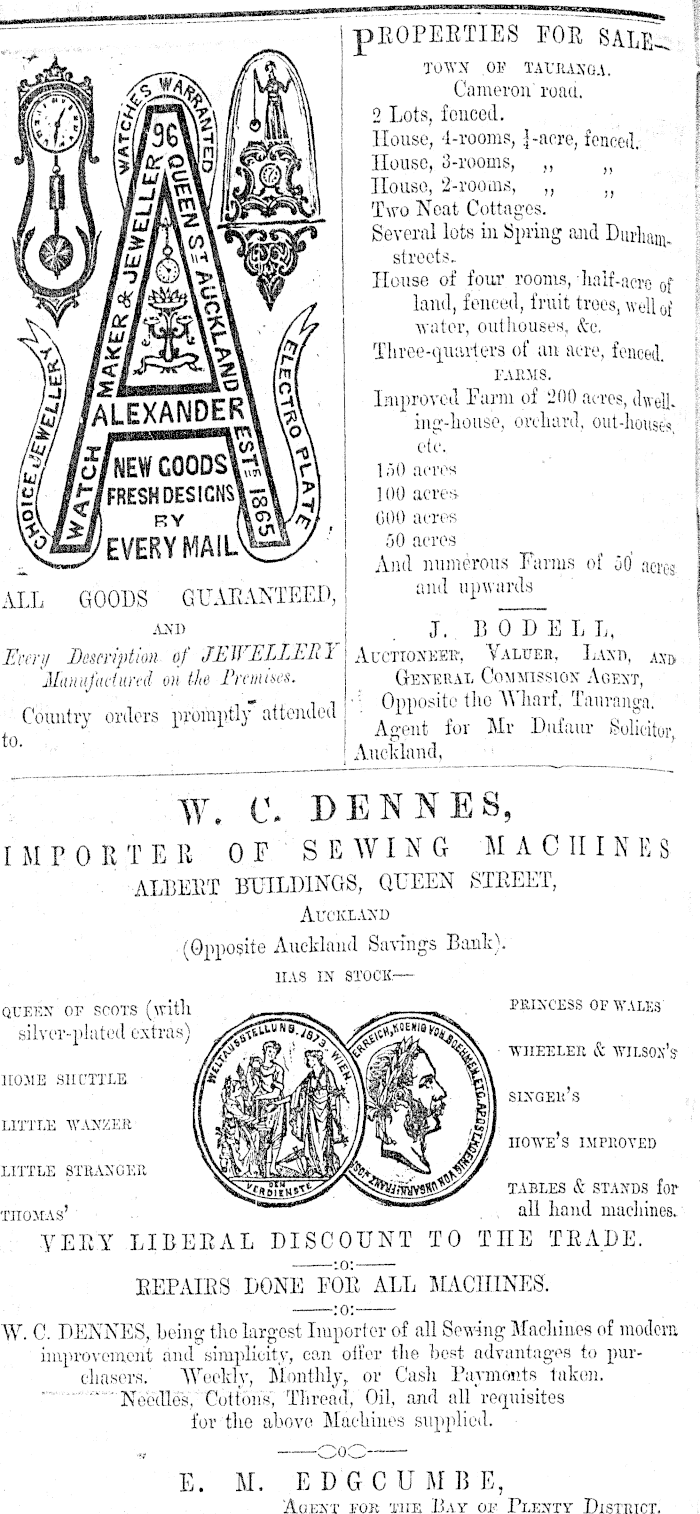 WATCHES WARRANTED
96
WATCH MAKER & JEWELLER
QUEEN ST AUCKLAND
ALEXANDER
ESTD 1865
CHOICE JEWELLERY
ELECTRO PLATE
NEW GOODS
FRESH DESIGNS
BY
EVERY MAIL
ALL GOODS GUARANTEED,
AND
Every Description of JEWELLERY
Manufactured on the Premises.
Country orders promptly attended
to.
PROPERTIES FOR SALE—
TOWN OF TAURANGA.
Cameron road.
2 Lots, fenced.
House, 4-rooms, ¼-acre, fenced.
House, 3-rooms, ,, ,,
House, 2-rooms, ,, ,,
Two Neat Cottages.
Several lots in Spring and Durham-
streets.
House of four rooms, half-acre of
land, fenced, fruit trees, well of
water, outhouses, &c.
Three-quarters of an acre, fenced.
FARMS.
Improved Farm of 200 acres, dwell-
ing-house, orchard, out-houses,
etc.
150 acres
100 acres
600 acres
50 acres
And numerous Farms of 50 acres
and upwards
J. BODELL,
AUCTIONEER, VALUER, LAND, AND
GENERAL COMMISSION AGENT,
Opposite the Wharf, Tauranga.
Agent for Mr Dufaur Solicitor,
Auckland,
W. C. DENNES,
IMPORTER OF SEWING MACHINES
ALBERT BUILDINGS, QUEEN STREET,
AUCKLAND
(Opposite Auckland Savings Bank).
HAS IN STOCK—
QUEEN OF SCOTS (with
silver-plated extras)
HOME SHUTTLE
LITTLE WANZER
LITTLE STRANGER
THOMAS'
WELTAUSSTELLUNG. 1873. WIEN.
DEM
VERDIENSTE
KOENIG VON BOEHMEN, ETC. APOST. KOENIG VON UNGARN. FRANZ
PRINCESS OF WALES
WHEELER & WILSON'S
SINGER'S
HOWE'S IMPROVED
TABLES & STANDS for
all hand machines.
VERY LIBERAL DISCOUNT TO THE TRADE.
——:o:——
REPAIRS DONE FOR ALL MACHINES.
——:o:——
W. C. DENNES, being the largest Importer of all Sewing Machines of modern
improvement and simplicity, can offer the best advantages to pur-
chasers. Weekly, Monthly, or Cash Payments taken.
Needles, Cottons, Thread, Oil, and all requisites
for the above Machines supplied.
E. M. EDGCUMBE,
AGENT FOR THE BAY OF PLENTY DISTRICT.